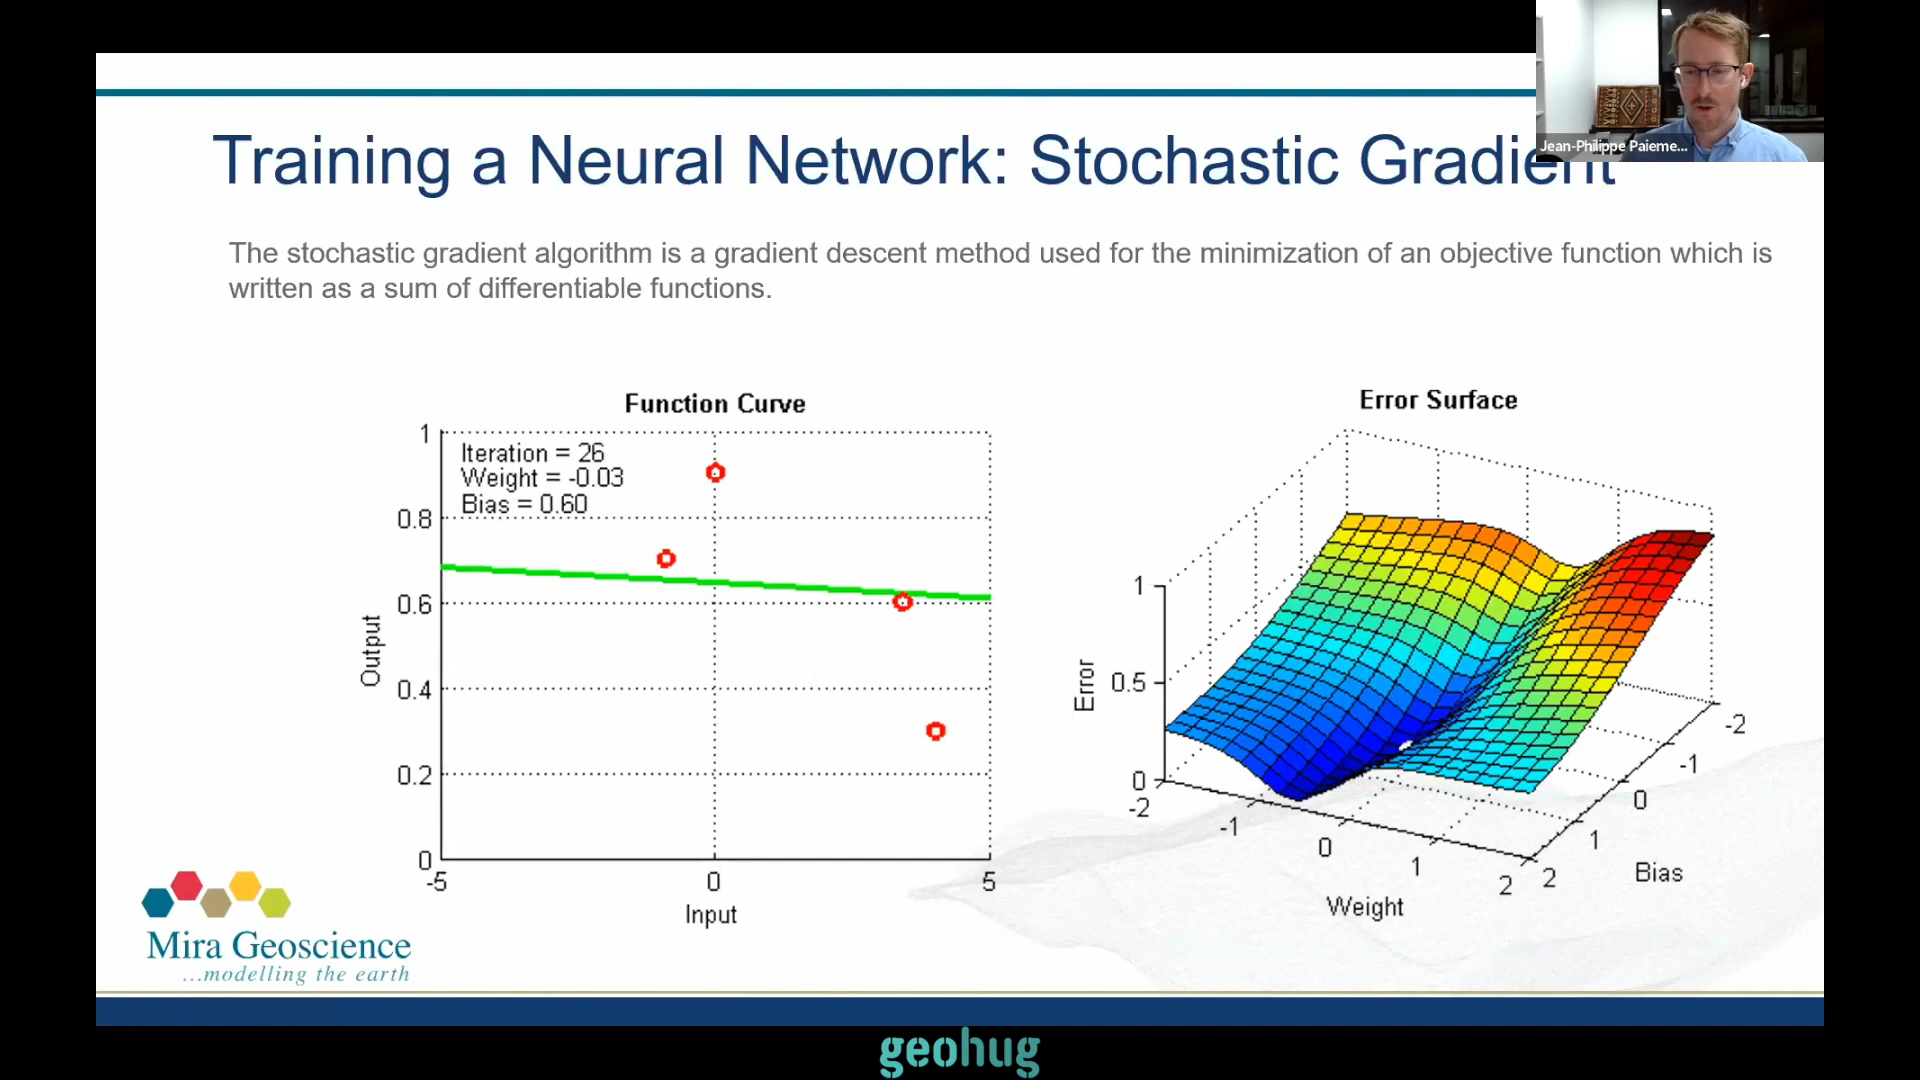 Jean-Philippe Paieme...
Training a Neural Network: Stochastic Gradient
The stochastic gradient algorithm is a gradient descent method used for the minimization of an objective function which is
written as a sum of differentiable functions.
Function Curve
Iteration = 26
Weight = -0.03
Bias = 0.60
1
0.8
0.6
0.4
0.2
0
Output
-5
0
5
Input
Error Surface
1
0.5
0
Error
-2
-1
0
1
2
Weight
2
1
0
-1
-2
Bias
Mira Geoscience
...modelling the earth
geohug